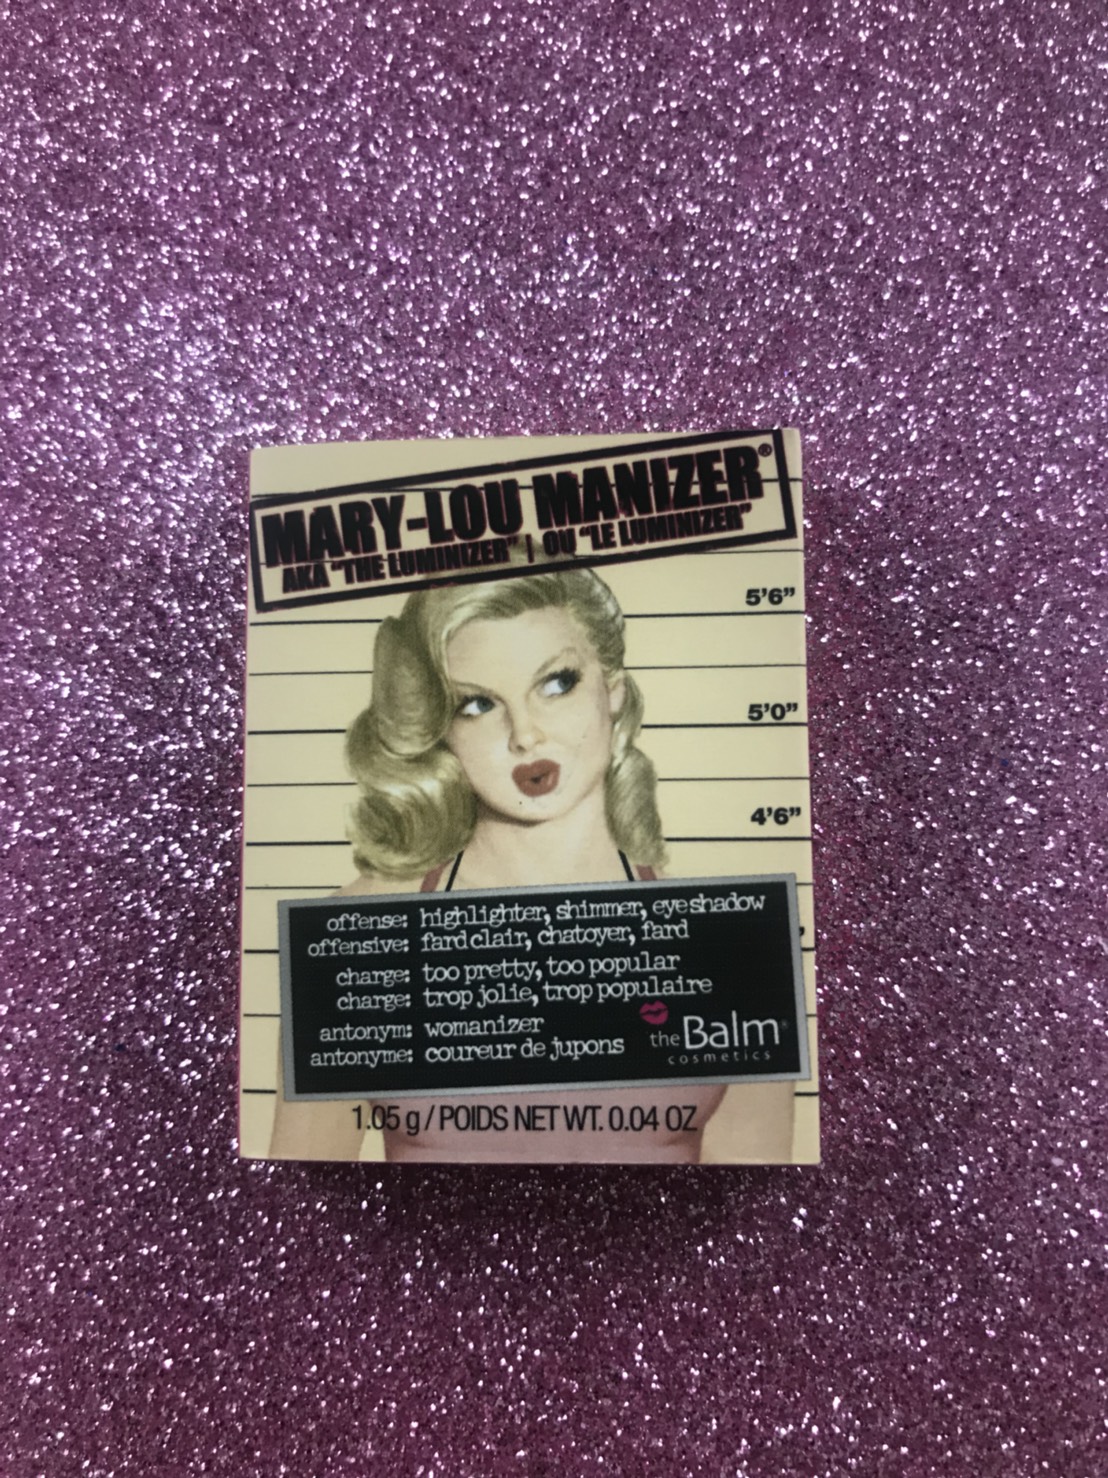 MARY-LOU MANIZER®
AKA "THE LUMINIZER" | OU "LE LUMINIZER"
5'6"
5'0"
4'6"
offense: highlighter, shimmer, eyeshadow
offensive: fard clair, chatoyer, fard
charge: too pretty, too popular
charge: trop jolie, trop populaire
antonym: womanizer
antonyme: coureur de jupons
theBalm®
cosmetics
1.05 g / POIDS NET WT. 0.04 OZ